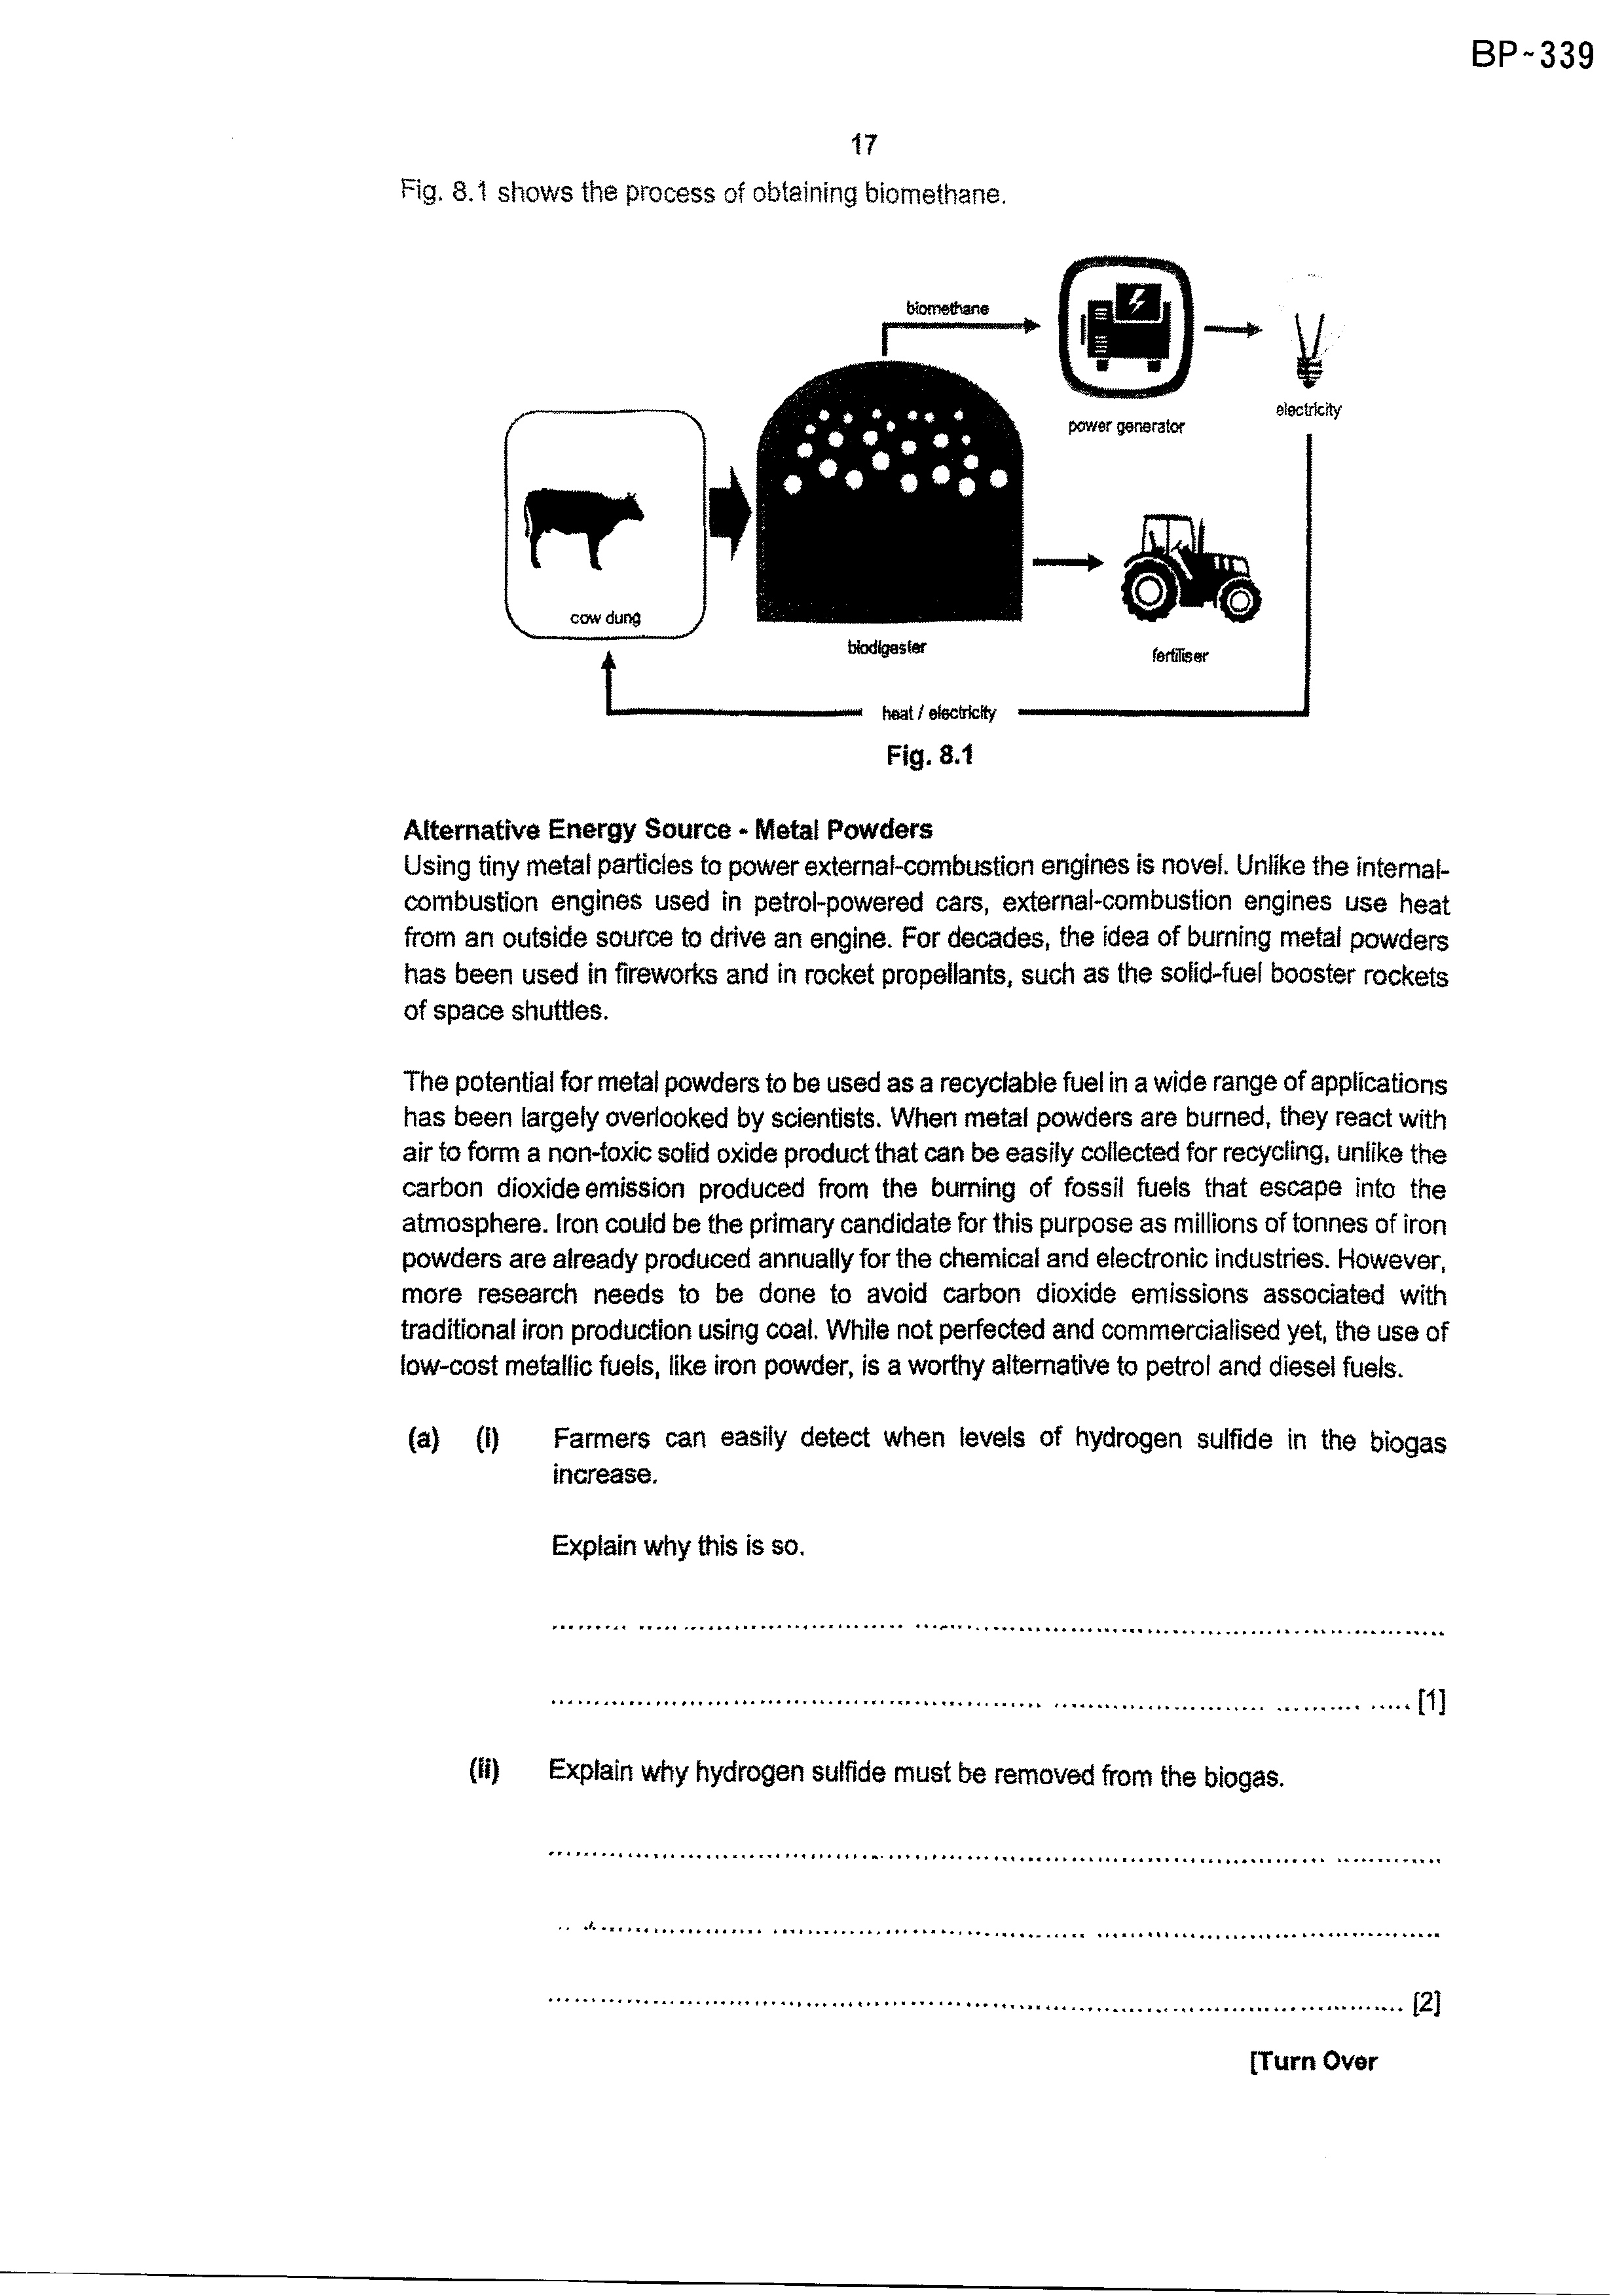 BP~339
17
Fig. 8.1 shows the process of obtaining biomethane.
biomethane
power generator
electricity
cow dung
biodigester
fertiliser
heat / electricity
Fig. 8.1
Alternative Energy Source - Metal Powders
Using tiny metal particles to power external-combustion engines is novel. Unlike the internal-
combustion engines used in petrol-powered cars, external-combustion engines use heat
from an outside source to drive an engine. For decades, the idea of burning metal powders
has been used in fireworks and in rocket propellants, such as the solid-fuel booster rockets
of space shuttles.
The potential for metal powders to be used as a recyclable fuel in a wide range of applications
has been largely overlooked by scientists. When metal powders are burned, they react with
air to form a non-toxic solid oxide product that can be easily collected for recycling, unlike the
carbon dioxide emission produced from the burning of fossil fuels that escape into the
atmosphere. Iron could be the primary candidate for this purpose as millions of tonnes of iron
powders are already produced annually for the chemical and electronic industries. However,
more research needs to be done to avoid carbon dioxide emissions associated with
traditional iron production using coal. While not perfected and commercialised yet, the use of
low-cost metallic fuels, like iron powder, is a worthy alternative to petrol and diesel fuels.
(a) (i) Farmers can easily detect when levels of hydrogen sulfide in the biogas
increase.
Explain why this is so.
[1]
(ii) Explain why hydrogen sulfide must be removed from the biogas.
[2]
[Turn Over